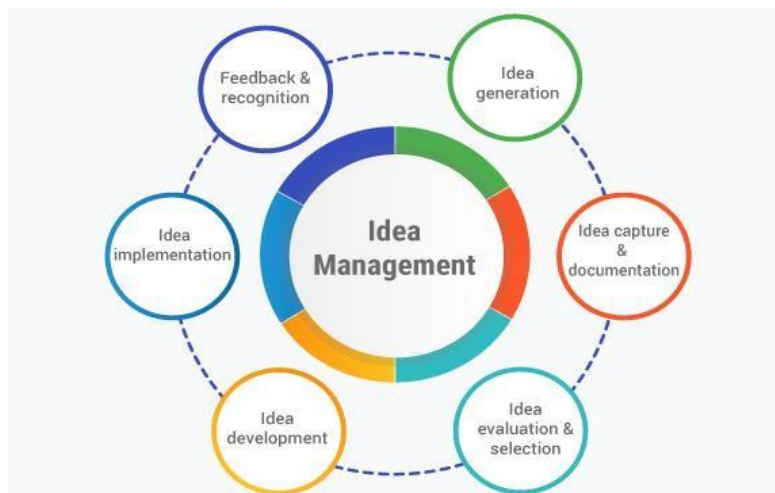 Feedback &
recognition
Idea
generation
Idea
implementation
Idea
Management
Idea capture
&
documentation
Idea
development
Idea
evaluation &
selection